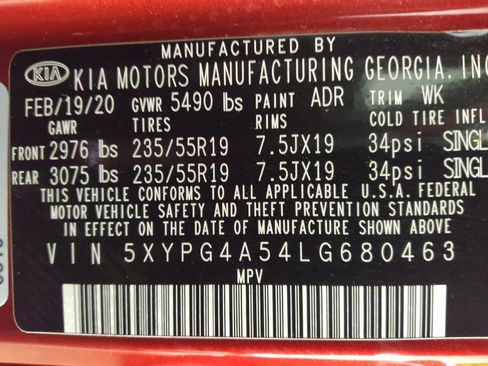 MANUFACTURED BY
KIA KIA MOTORS MANUFACTURING GEORGIA, INC
FEB/19/20 GVWR 5490 lbs PAINT ADR TRIM WK
GAWR TIRES RIMS COLD TIRE INFL
FRONT 2976 lbs 235/55R19 7.5JX19 34psi SINGL
REAR 3075 lbs 235/55R19 7.5JX19 34psi SINGL
THIS VEHICLE CONFORMS TO ALL APPLICABLE U.S.A. FEDERAL
MOTOR VEHICLE SAFETY AND THEFT PREVENTION STANDARDS
IN EFFECT ON THE DATE OF MANUFACTURE SHOWN ABOVE
VIN 5XYPG4A54LG680463
MPV